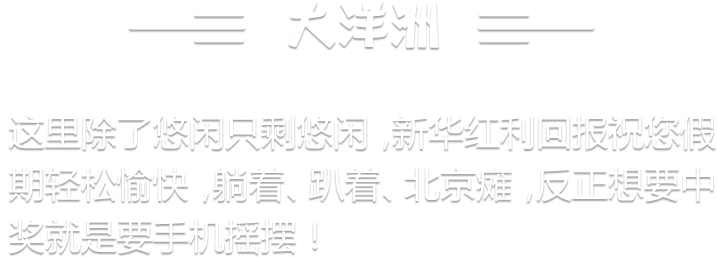 大洋洲
这里除了悠闲只剩悠闲，新华红利回报祝您假
期轻松愉快，躺着、趴着、北京瘫，反正想要中
奖就是要手机摇摆！